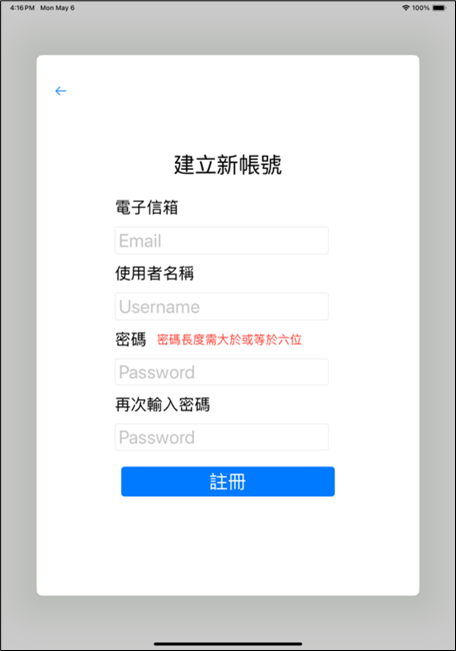 4:16 PM Mon May 6 100%
建立新帳號
電子信箱
Email
使用者名稱
Username
密碼 密碼長度需大於或等於六位
Password
再次輸入密碼
Password
註冊